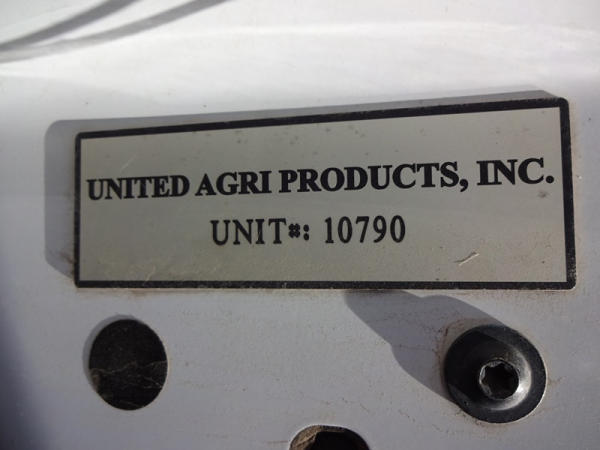 UNITED AGRI PRODUCTS, INC.
UNIT#: 10790